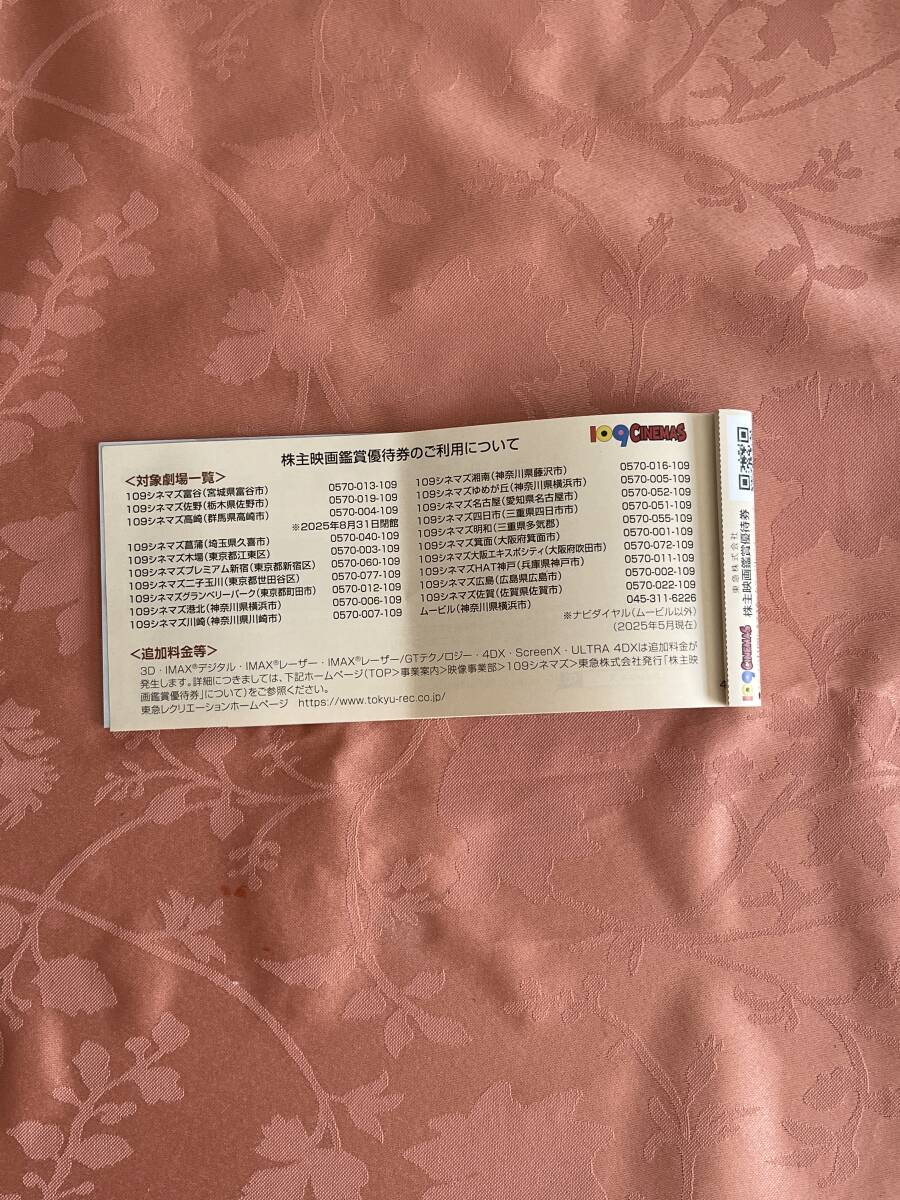 株主映画鑑賞優待券のご利用について
109CINEMAS
<対象劇場一覧>
109シネマズ富谷(宮城県富谷市) 0570-013-109
109シネマズ佐野(栃木県佐野市) 0570-019-109
109シネマズ高崎(群馬県高崎市) 0570-004-109
※2025年8月31日閉館
109シネマズ菖蒲(埼玉県久喜市) 0570-040-109
109シネマズ木場(東京都江東区) 0570-003-109
109シネマズプレミアム新宿(東京都新宿区) 0570-060-109
109シネマズ二子玉川(東京都世田谷区) 0570-077-109
109シネマズグランベリーパーク(東京都町田市) 0570-012-109
109シネマズ港北(神奈川県横浜市) 0570-006-109
109シネマズ川崎(神奈川県川崎市) 0570-007-109
109シネマズ湘南(神奈川県藤沢市) 0570-016-109
109シネマズゆめが丘(神奈川県横浜市) 0570-005-109
109シネマズ名古屋(愛知県名古屋市) 0570-052-109
109シネマズ四日市(三重県四日市市) 0570-051-109
109シネマズ明和(三重県多気郡) 0570-055-109
109シネマズ箕面(大阪府箕面市) 0570-001-109
109シネマズ大阪エキスポシティ(大阪府吹田市) 0570-072-109
109シネマズHAT神戸(兵庫県神戸市) 0570-011-109
109シネマズ広島(広島県広島市) 0570-002-109
109シネマズ佐賀(佐賀県佐賀市) 0570-022-109
ムービル(神奈川県横浜市) 045-311-6226
※ナビダイヤル(ムービル以外)
(2025年5月現在)
<追加料金等>
3D・IMAX®デジタル・IMAX®レーザー・IMAX®レーザー/GTテクノロジー・4DX・ScreenX・ULTRA 4DXは追加料金が
発生します。詳細につきましては、下記ホームページ(TOP>事業案内>映像事業部>109シネマズ>東急株式会社発行「株主映
画鑑賞優待券」について)をご参照ください。
東急レクリエーションホームページ https://www.tokyu-rec.co.jp/
東急株式会社
109CINEMAS 株主映画鑑賞優待券